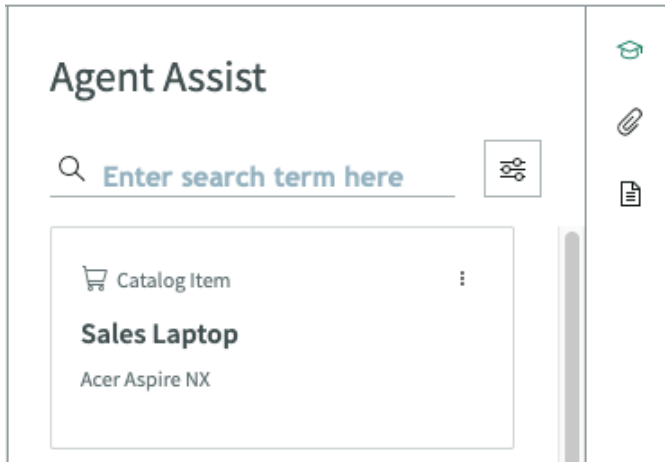 Agent Assist
Enter search term here
Catalog Item
Sales Laptop
Acer Aspire NX